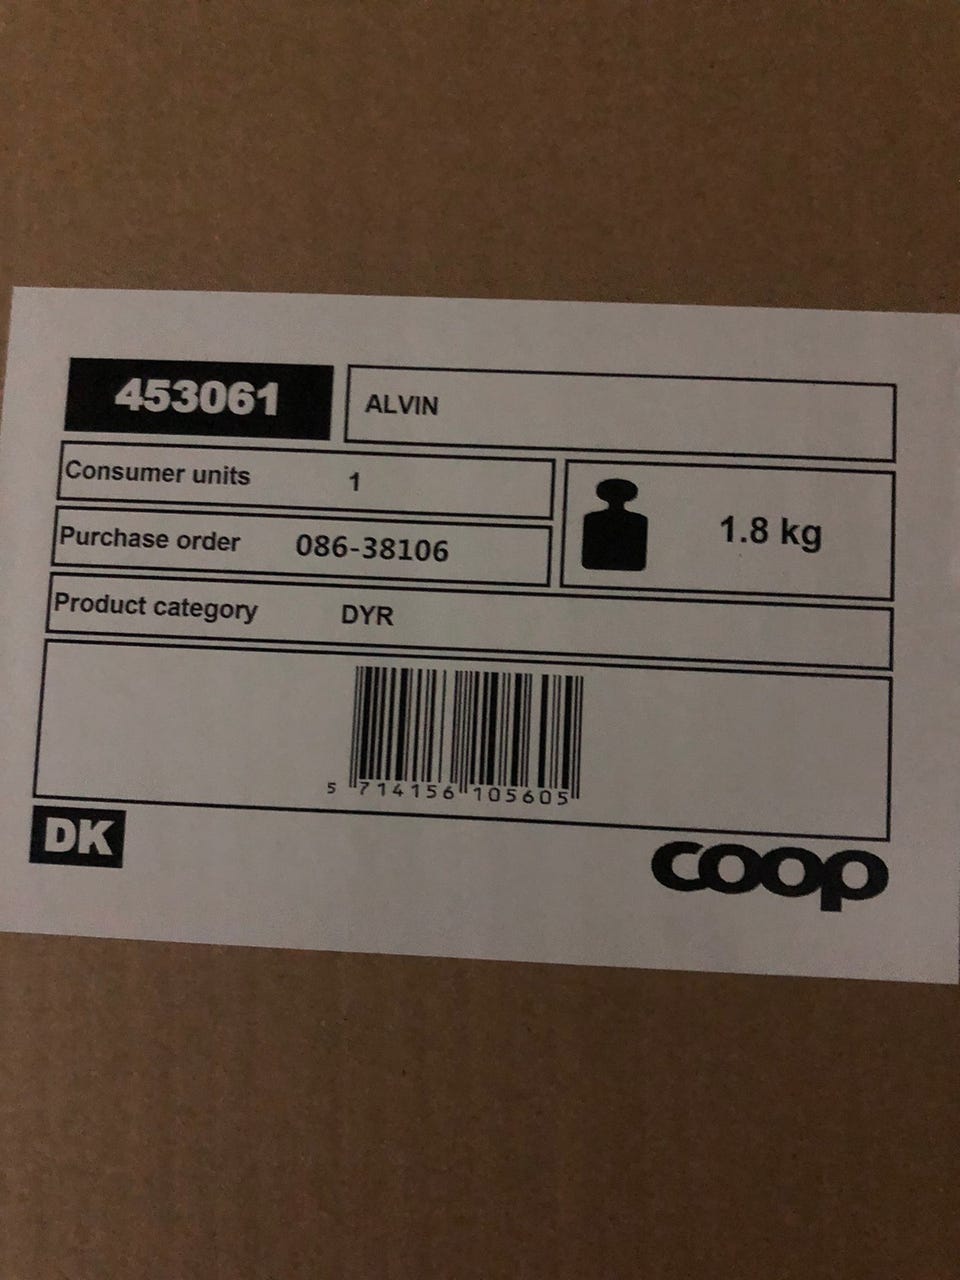 453061 ALVIN
Consumer units 1
1.8 kg
Purchase order 086-38106
Product category DYR
5 714156 105605
DK
coop